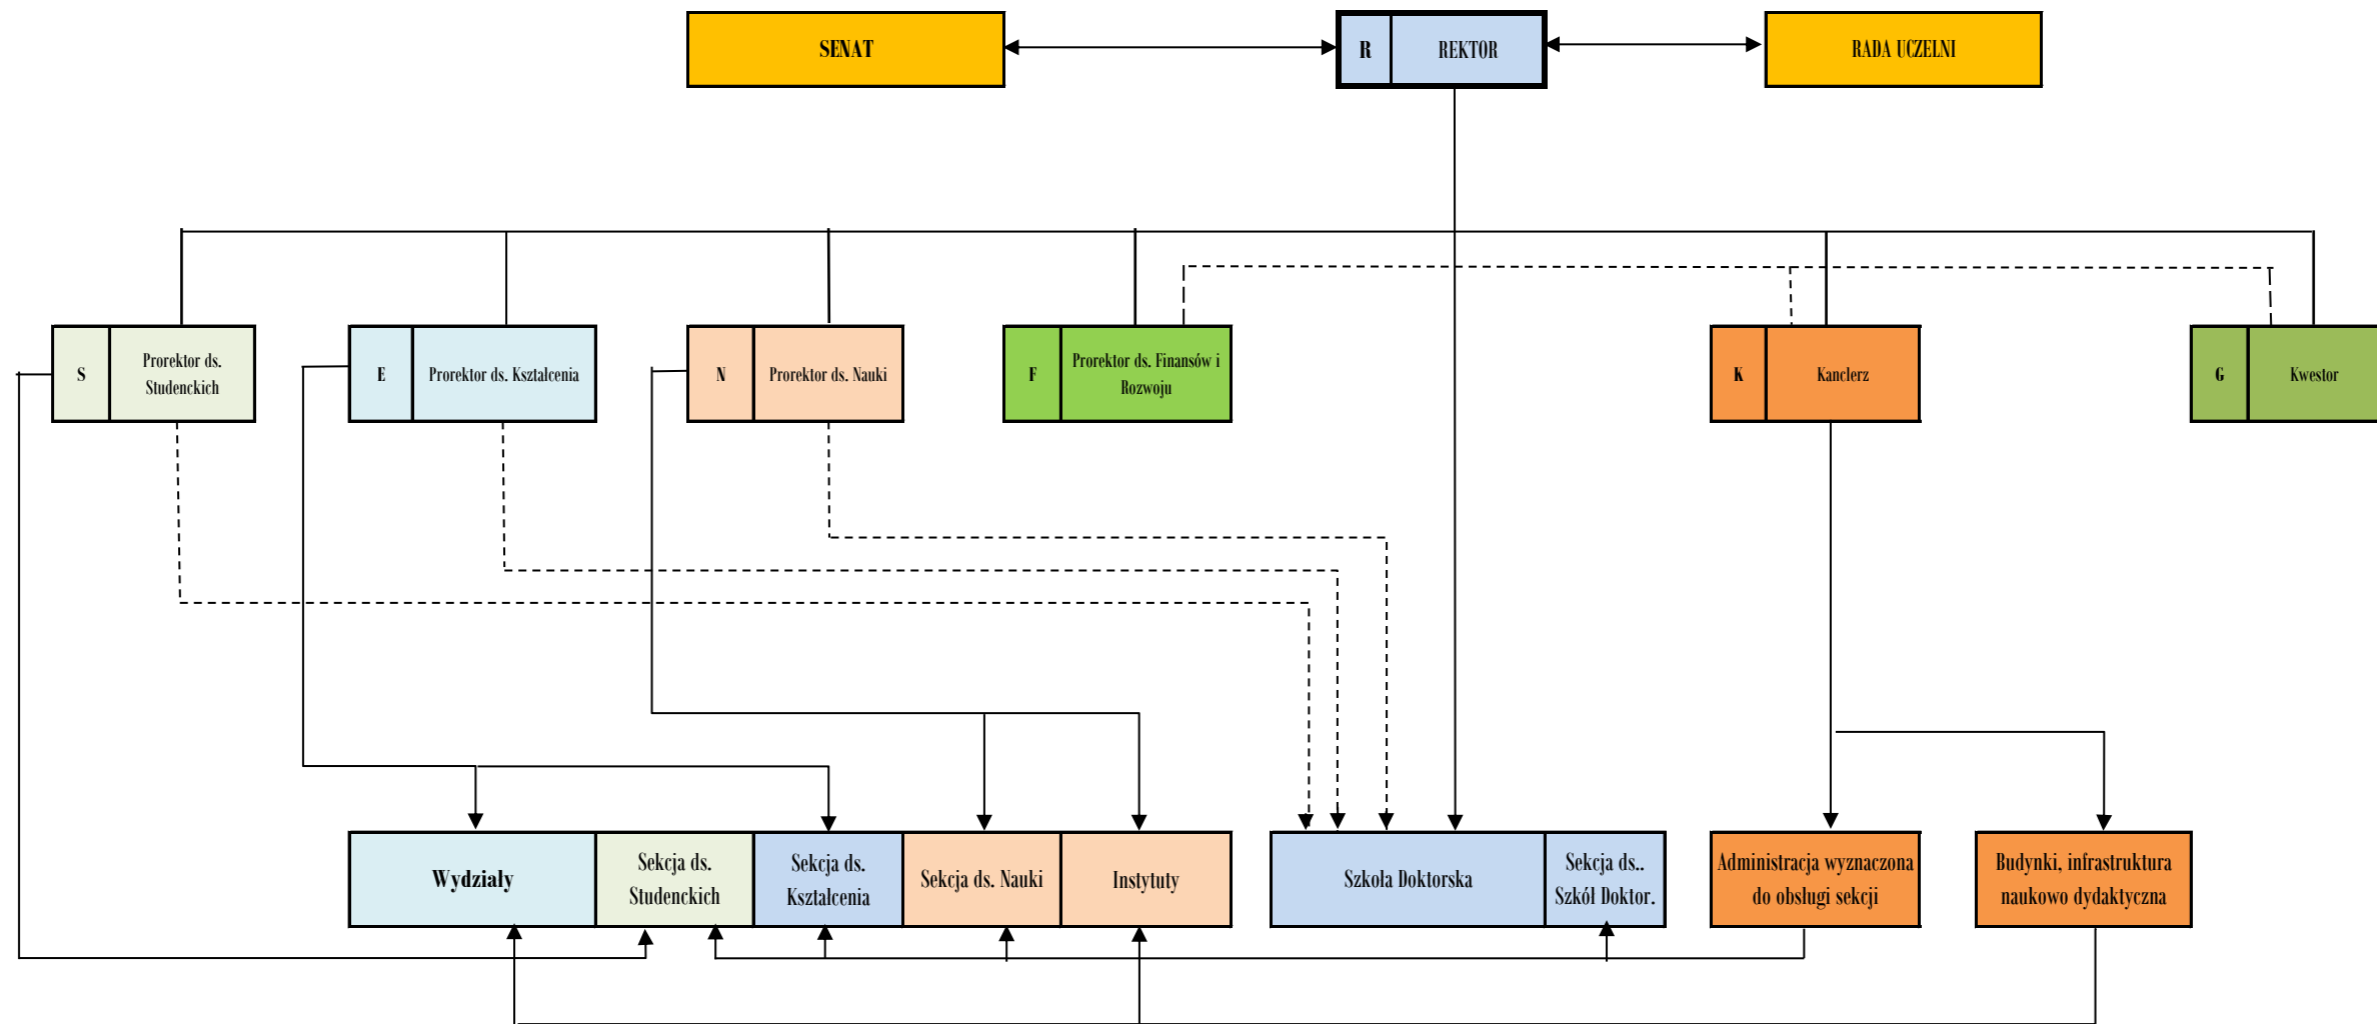 SENAT
R
REKTOR
RADA UCZELNI
S
Prorektor ds.
Studenckich
E
Prorektor ds. Kształcenia
N
Prorektor ds. Nauki
F
Prorektor ds. Finansów i
Rozwoju
K
Kanclerz
G
Kwestor
Wydziały
Sekcja ds.
Studenckich
Sekcja ds.
Kształcenia
Sekcja ds. Nauki
Instytuty
Szkoła Doktorska
Sekcja ds..
Szkól Doktor.
Administracja wyznaczona
do obsługi sekcji
Budynki, infrastruktura
naukowo dydaktyczna